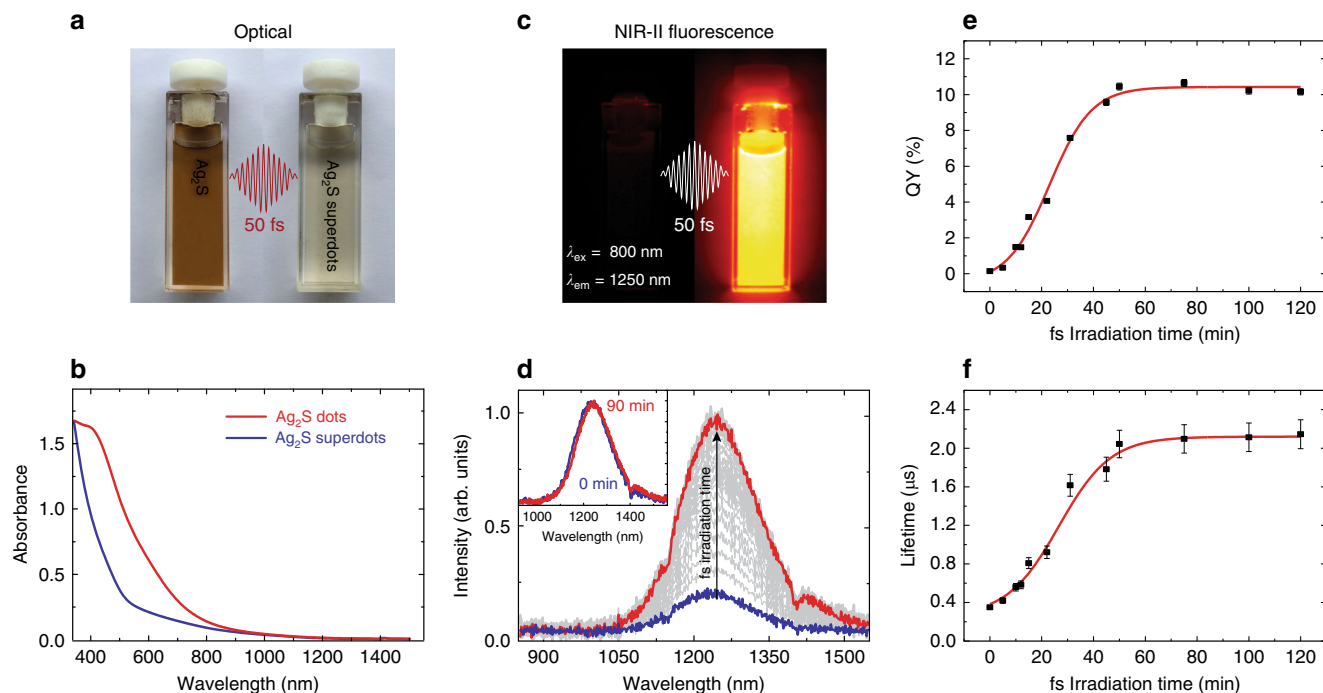 a
Optical
Ag₂S
50 fs
Ag₂S superdots
b
Absorbance
1.5
1.0
0.5
0.0
Ag₂S dots
Ag₂S superdots
400 600 800 1000 1200 1400
Wavelength (nm)
c
NIR-II fluorescence
50 fs
λex = 800 nm
λem = 1250 nm
d
Intensity (arb. units)
1.0
0.5
0.0
90 min
0 min
1000 1200 1400
Wavelength (nm)
fs irradiation time
900 1050 1200 1350 1500
Wavelength (nm)
e
QY (%)
12
10
8
6
4
2
0
0 20 40 60 80 100 120
fs Irradiation time (min)
f
Lifetime (μs)
2.4
2.0
1.6
1.2
0.8
0.4
0.0
0 20 40 60 80 100 120
fs Irradiation time (min)